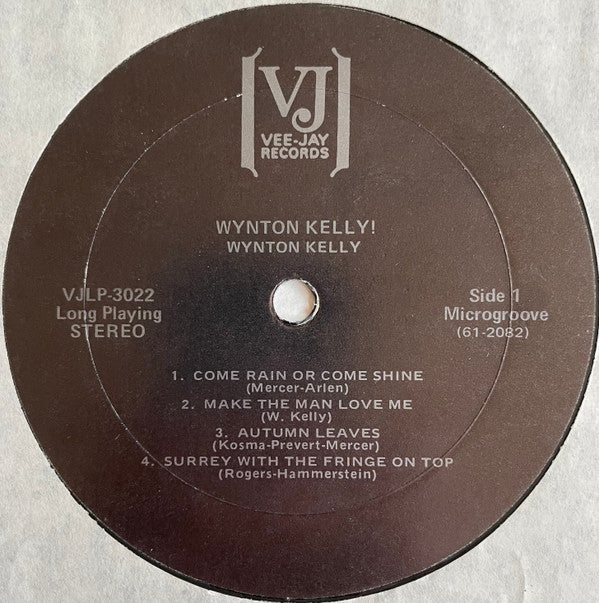 VJ
VEE-JAY
RECORDS
WYNTON KELLY!
WYNTON KELLY
VJLP-3022
Long Playing
STEREO
Side 1
Microgroove
(61-2082)
1. COME RAIN OR COME SHINE
(Mercer-Arlen)
2. MAKE THE MAN LOVE ME
(W. Kelly)
3. AUTUMN LEAVES
(Kosma-Prevert-Mercer)
4. SURREY WITH THE FRINGE ON TOP
(Rogers-Hammerstein)